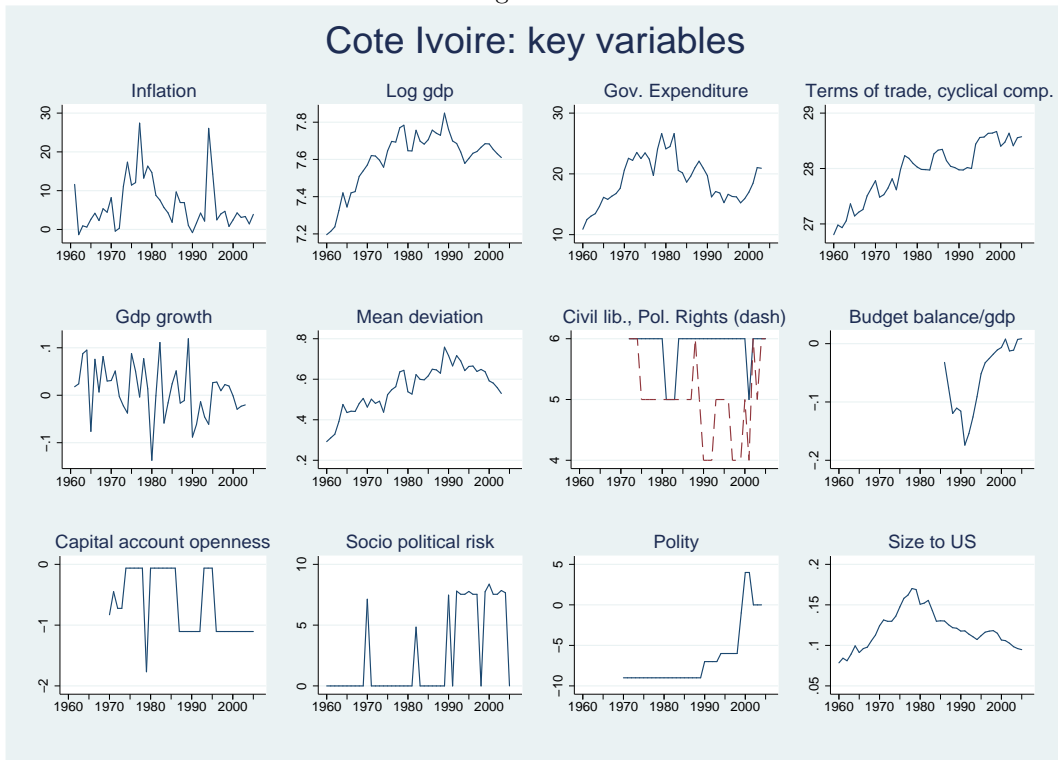 Cote Ivoire: key variables
Inflation
Log gdp
Gov. Expenditure
Terms of trade, cyclical comp.
0 10 20 30
1960 1970 1980 1990 2000
7.2 7.4 7.6 7.8
1960 1970 1980 1990 2000
10 20 30
1960 1970 1980 1990 2000
27 28 29
1960 1970 1980 1990 2000
Gdp growth
Mean deviation
Civil lib., Pol. Rights (dash)
Budget balance/gdp
−.1 0 .1
1960 1970 1980 1990 2000
.2 .4 .6 .8
1960 1970 1980 1990 2000
4 5 6
1960 1970 1980 1990 2000
−.2 −.1 0
1960 1970 1980 1990 2000
Capital account openness
Socio political risk
Polity
Size to US
−2 −1 0
1960 1970 1980 1990 2000
0 5 10
1960 1970 1980 1990 2000
−10 −5 0 5
1960 1970 1980 1990 2000
.05 .1 .15 .2
1960 1970 1980 1990 2000